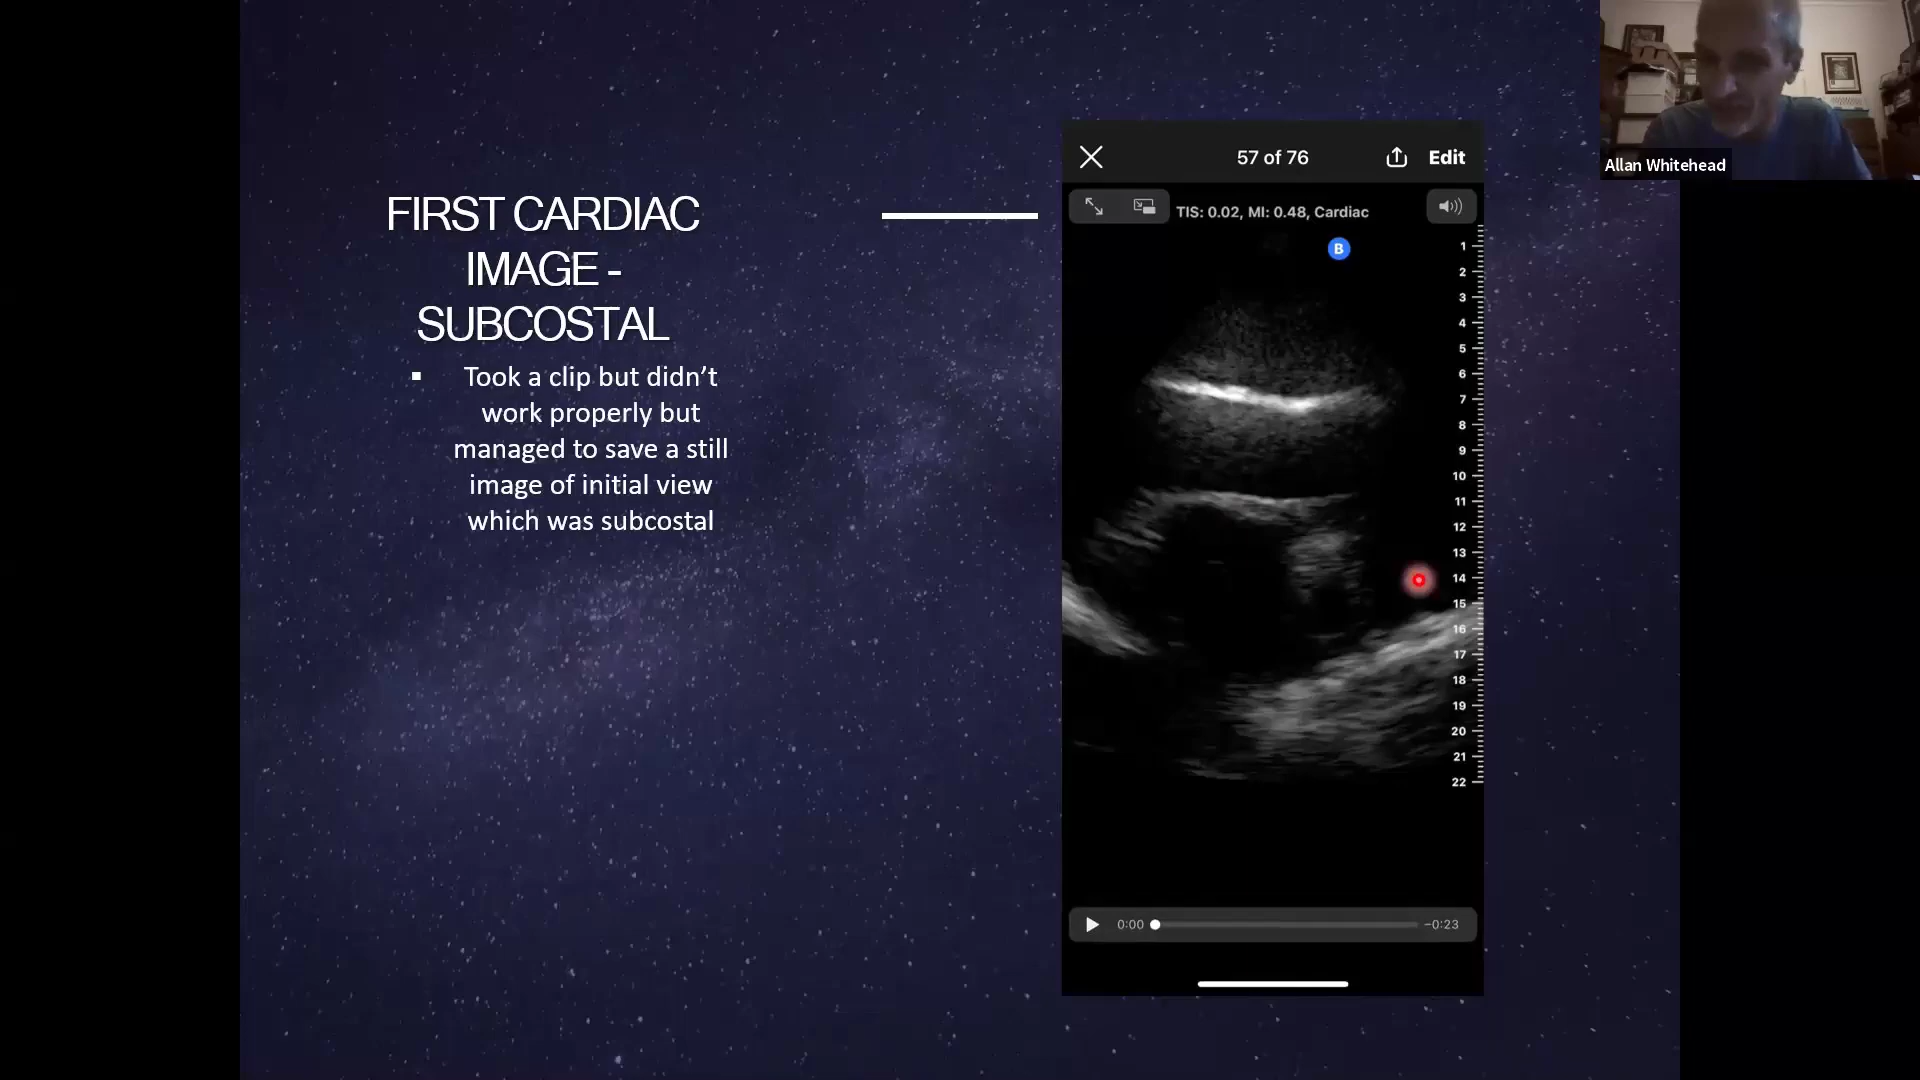 FIRST CARDIAC
IMAGE -
SUBCOSTAL
▪ Took a clip but didn’t
work properly but
managed to save a still
image of initial view
which was subcostal
57 of 76
Edit
TIS: 0.02, MI: 0.48, Cardiac
B
1
2
3
4
5
6
7
8
9
10
11
12
13
14
15
16
17
18
19
20
21
22
0:00
−0:23
Allan Whitehead